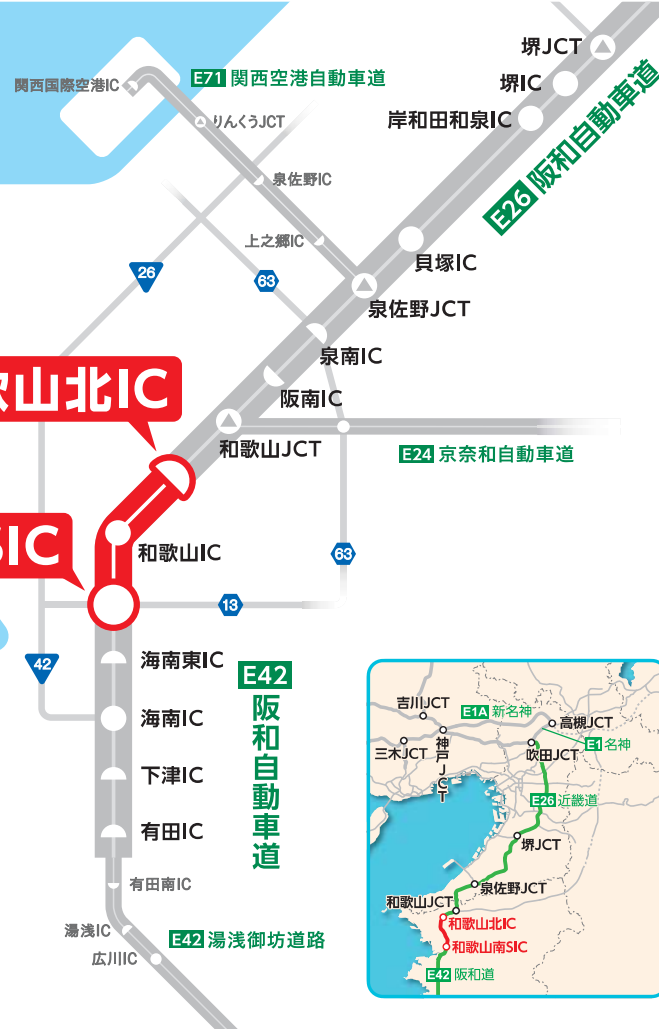 堺JCT
関西国際空港IC
E71 関西空港自動車道
堺IC
りんくうJCT
岸和田和泉IC
E26 阪和自動車道
泉佐野IC
上之郷IC
貝塚IC
26
63
泉佐野JCT
泉南IC
歌山北IC
阪南IC
和歌山JCT
E24 京奈和自動車道
SIC
和歌山IC
63
13
海南東IC
42
E42
阪和自動車道
海南IC
下津IC
有田IC
有田南IC
湯浅IC
E42 湯浅御坊道路
広川IC
吉川JCT
E1A 新名神
高槻JCT
三木JCT
神戸JCT
E1 名神
吹田JCT
E26 近畿道
堺JCT
泉佐野JCT
和歌山JCT
和歌山北IC
和歌山南SIC
E42 阪和道